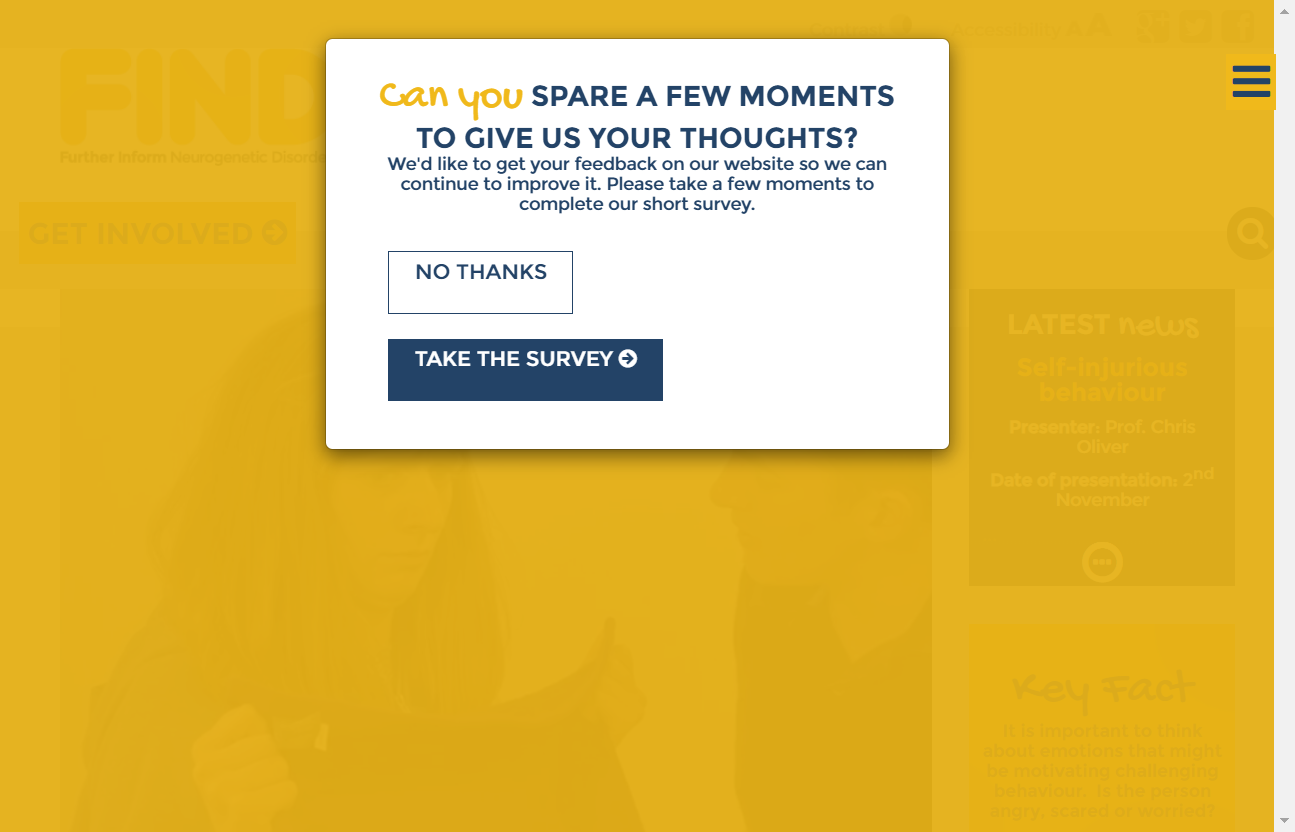 Contact
Accessibility A A
FIND
Further Inform Neurogenetic Disorde
Can you SPARE A FEW MOMENTS
TO GIVE US YOUR THOUGHTS?
We'd like to get your feedback on our website so we can
continue to improve it. Please take a few moments to
complete our short survey.
NO THANKS
TAKE THE SURVEY
GET INVOLVED
LATEST news
Self-injurious
behaviour
Presenter: Prof. Chris
Oliver
Date of presentation: 2nd
November
Key Fact
It is important to think
about emotions that might
be motivating challenging
behaviour. Is the person
angry, scared or worried?